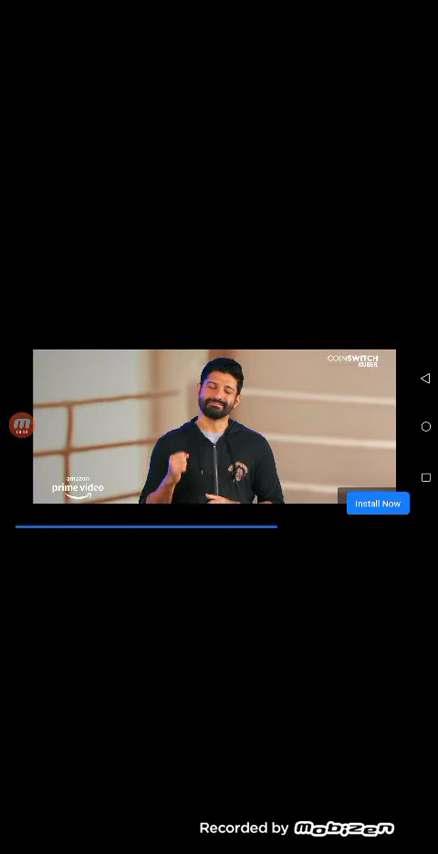 COINSWITCH
KUBER
amazon
prime video
Install Now
Recorded by Mobizen